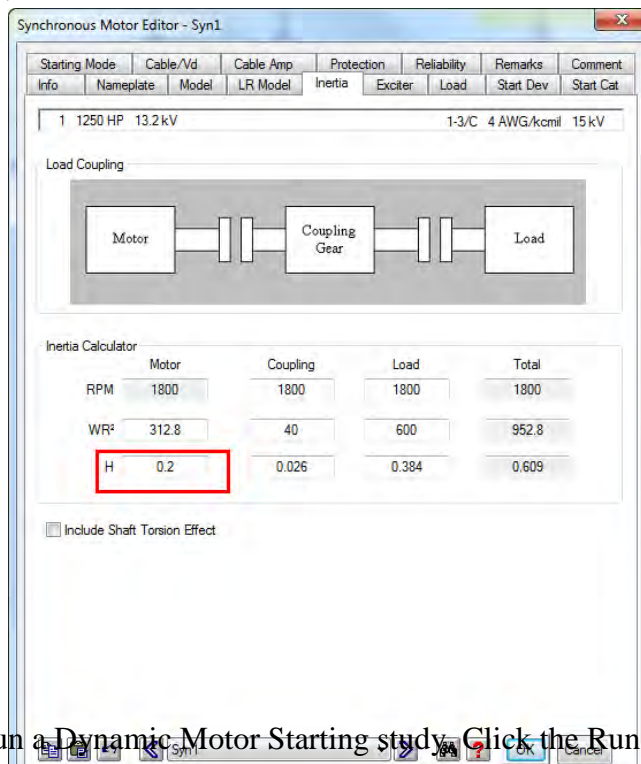 Synchronous Motor Editor - Syn1
Starting Mode Cable/Vd Cable Amp Protection Reliability Remarks Comment
Info Nameplate Model LR Model Inertia Exciter Load Start Dev Start Cat
1 1250 HP 13.2 kV 1-3/C 4 AWG/kcmil 15 kV
Load Coupling
Motor
Coupling
Gear
Load
Inertia Calculator
Motor Coupling Load Total
RPM 1800 1800 1800 1800
WR² 312.8 40 600 952.8
H 0.2 0.026 0.384 0.609
Include Shaft Torsion Effect
un a Dynamic Motor Starting study. Click the Run
Syn1 ? OK Cancel